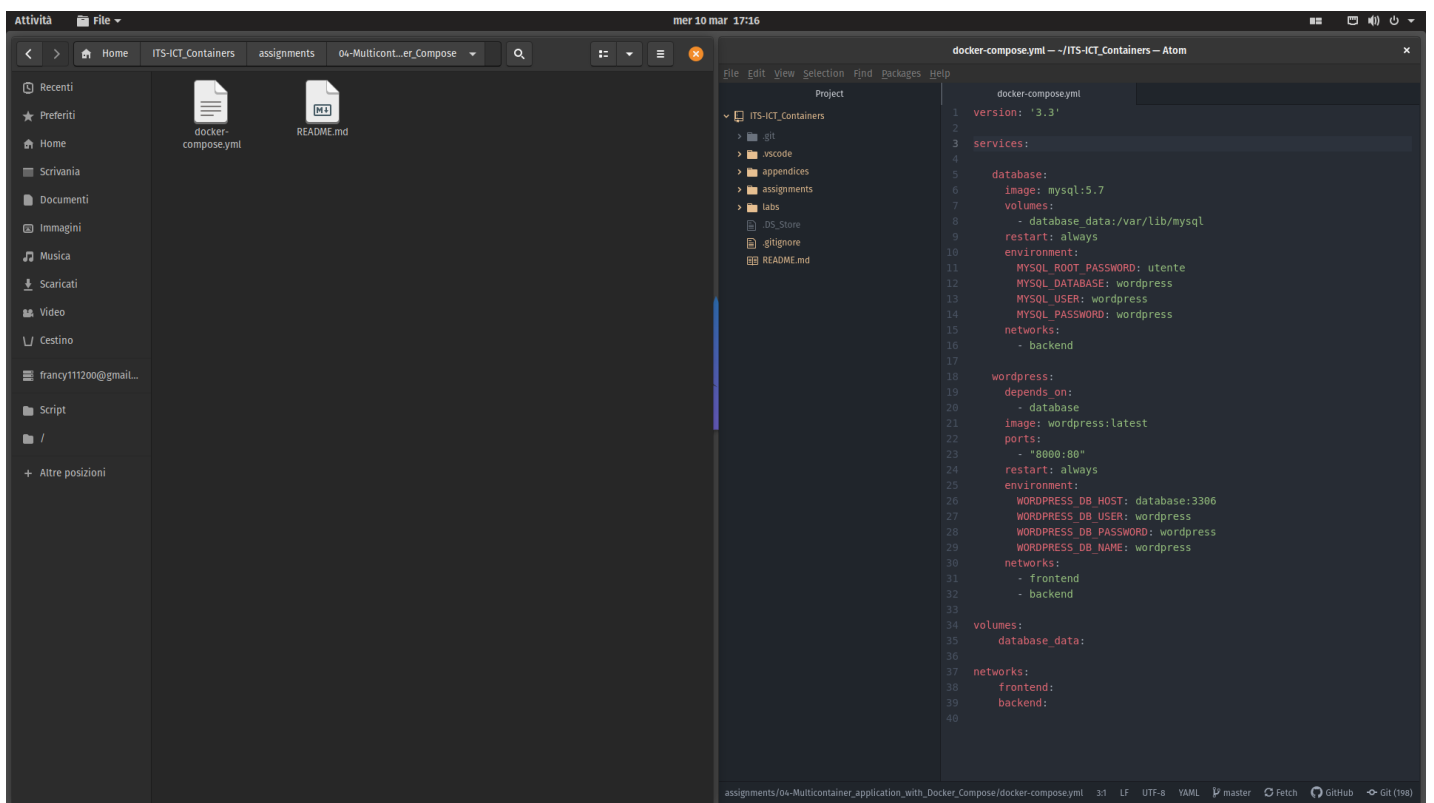 Attività File mer 10 mar 17:16
Home ITS-ICT_Containers assignments 04-Multicont...er_Compose
Recenti
Preferiti
Home
Scrivania
Documenti
Immagini
Musica
Scaricati
Video
Cestino
francy111200@gmail...
Script
/
+ Altre posizioni
docker-
compose.yml
README.md
docker-compose.yml — ~/ITS-ICT_Containers — Atom
File Edit View Selection Find Packages Help
Project
ITS-ICT_Containers
.git
.vscode
appendices
assignments
labs
.DS_Store
.gitignore
README.md
docker-compose.yml
1 version: '3.3'
2
3 services:
4
5 database:
6 image: mysql:5.7
7 volumes:
8 - database_data:/var/lib/mysql
9 restart: always
10 environment:
11 MYSQL_ROOT_PASSWORD: utente
12 MYSQL_DATABASE: wordpress
13 MYSQL_USER: wordpress
14 MYSQL_PASSWORD: wordpress
15 networks:
16 - backend
17
18 wordpress:
19 depends_on:
20 - database
21 image: wordpress:latest
22 ports:
23 - "8000:80"
24 restart: always
25 environment:
26 WORDPRESS_DB_HOST: database:3306
27 WORDPRESS_DB_USER: wordpress
28 WORDPRESS_DB_PASSWORD: wordpress
29 WORDPRESS_DB_NAME: wordpress
30 networks:
31 - frontend
32 - backend
33
34 volumes:
35 database_data:
36
37 networks:
38 frontend:
39 backend:
40
assignments/04-Multicontainer_application_with_Docker_Compose/docker-compose.yml 3:1 LF UTF-8 YAML master Fetch GitHub Git (198)